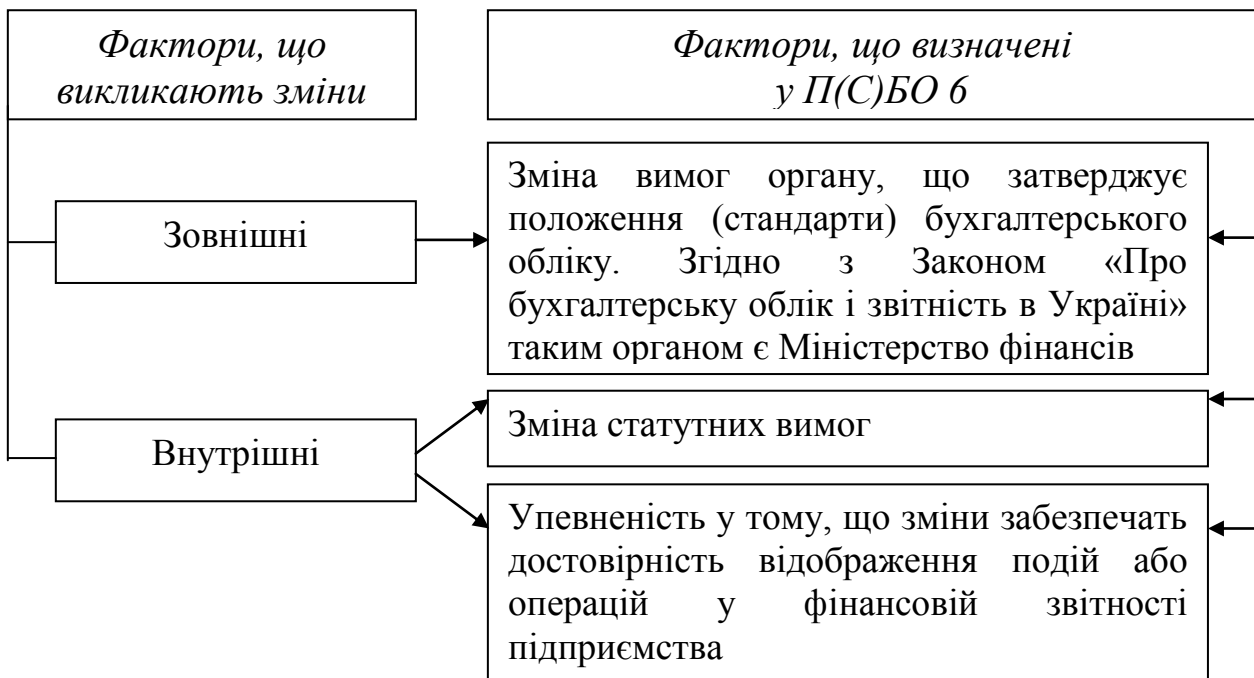 Фактори, що
викликають зміни
Фактори, що визначені
у П(С)БО 6
Зовнішні
Зміна вимог органу, що затверджує
положення (стандарти) бухгалтерського
обліку. Згідно з Законом «Про
бухгалтерську облік і звітність в Україні»
таким органом є Міністерство фінансів
Внутрішні
Зміна статутних вимог
Упевненість у тому, що зміни забезпечать
достовірність відображення подій або
операцій у фінансовій звітності
підприємства